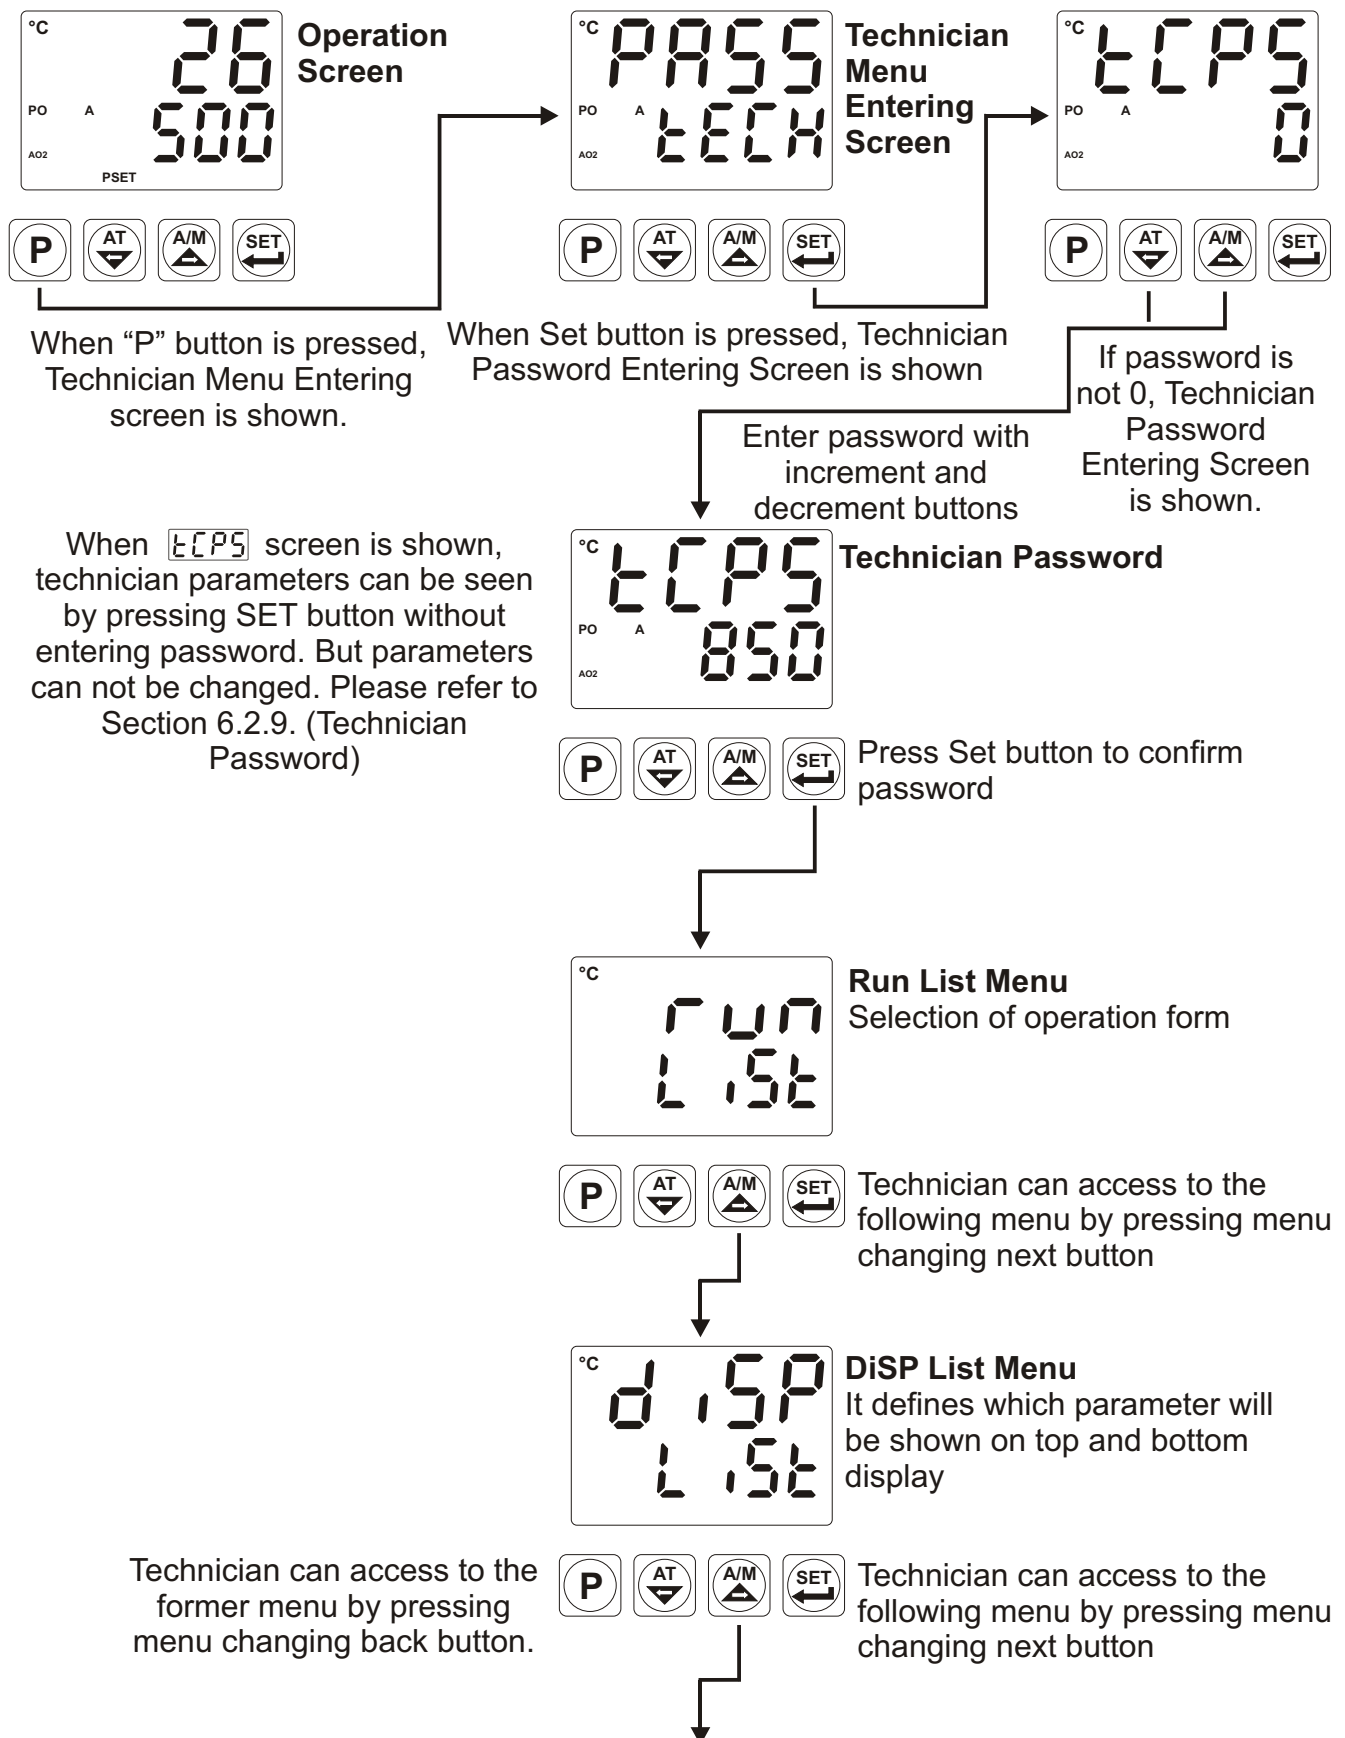 °C
26
PO A
500
AO2
PSET
Operation
Screen
°C
PASS
PO A
tECH
AO2
Technician
Menu
Entering
Screen
°C
tCPS
PO A
0
AO2
P AT A/M SET
P AT A/M SET
P AT A/M SET
When “P” button is pressed,
Technician Menu Entering
screen is shown.
When Set button is pressed, Technician
Password Entering Screen is shown
If password is
not 0, Technician
Password
Entering Screen
is shown.
Enter password with
increment and
decrement buttons
When tCPS screen is shown,
technician parameters can be seen
by pressing SET button without
entering password. But parameters
can not be changed. Please refer to
Section 6.2.9. (Technician
Password)
°C
tCPS
PO A
850
AO2
Technician Password
P AT A/M SET
Press Set button to confirm
password
°C
run
List
Run List Menu
Selection of operation form
P AT A/M SET
Technician can access to the
following menu by pressing menu
changing next button
°C
diSP
LiSt
DiSP List Menu
It defines which parameter will
be shown on top and bottom
display
Technician can access to the
former menu by pressing
menu changing back button.
P AT A/M SET
Technician can access to the
following menu by pressing menu
changing next button